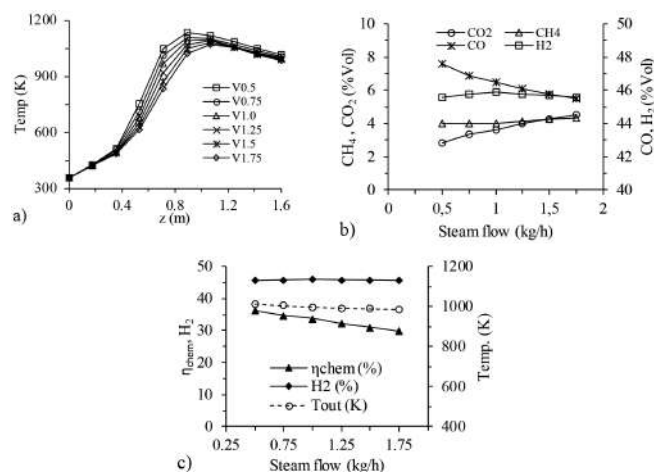 1200
900
600
300
Temp (K)
V0.5
V0.75
V1.0
V1.25
V1.5
V1.75
0 0.4 0.8 1.2 1.6
z (m)
a)
CO2 CH4
CO H2
10
8
6
4
2
0
CH4 , CO2 (%Vol)
50
48
46
44
42
40
CO, H2 (%Vol)
0 0,5 1 1,5 2
Steam flow (kg/h)
b)
50
40
30
20
10
0
ηchem, H2
1200
1000
800
600
400
Temp. (K)
ηchem (%)
H2 (%)
Tout (K)
0.25 0.75 1.25 1.75
Steam flow (kg/h)
c)